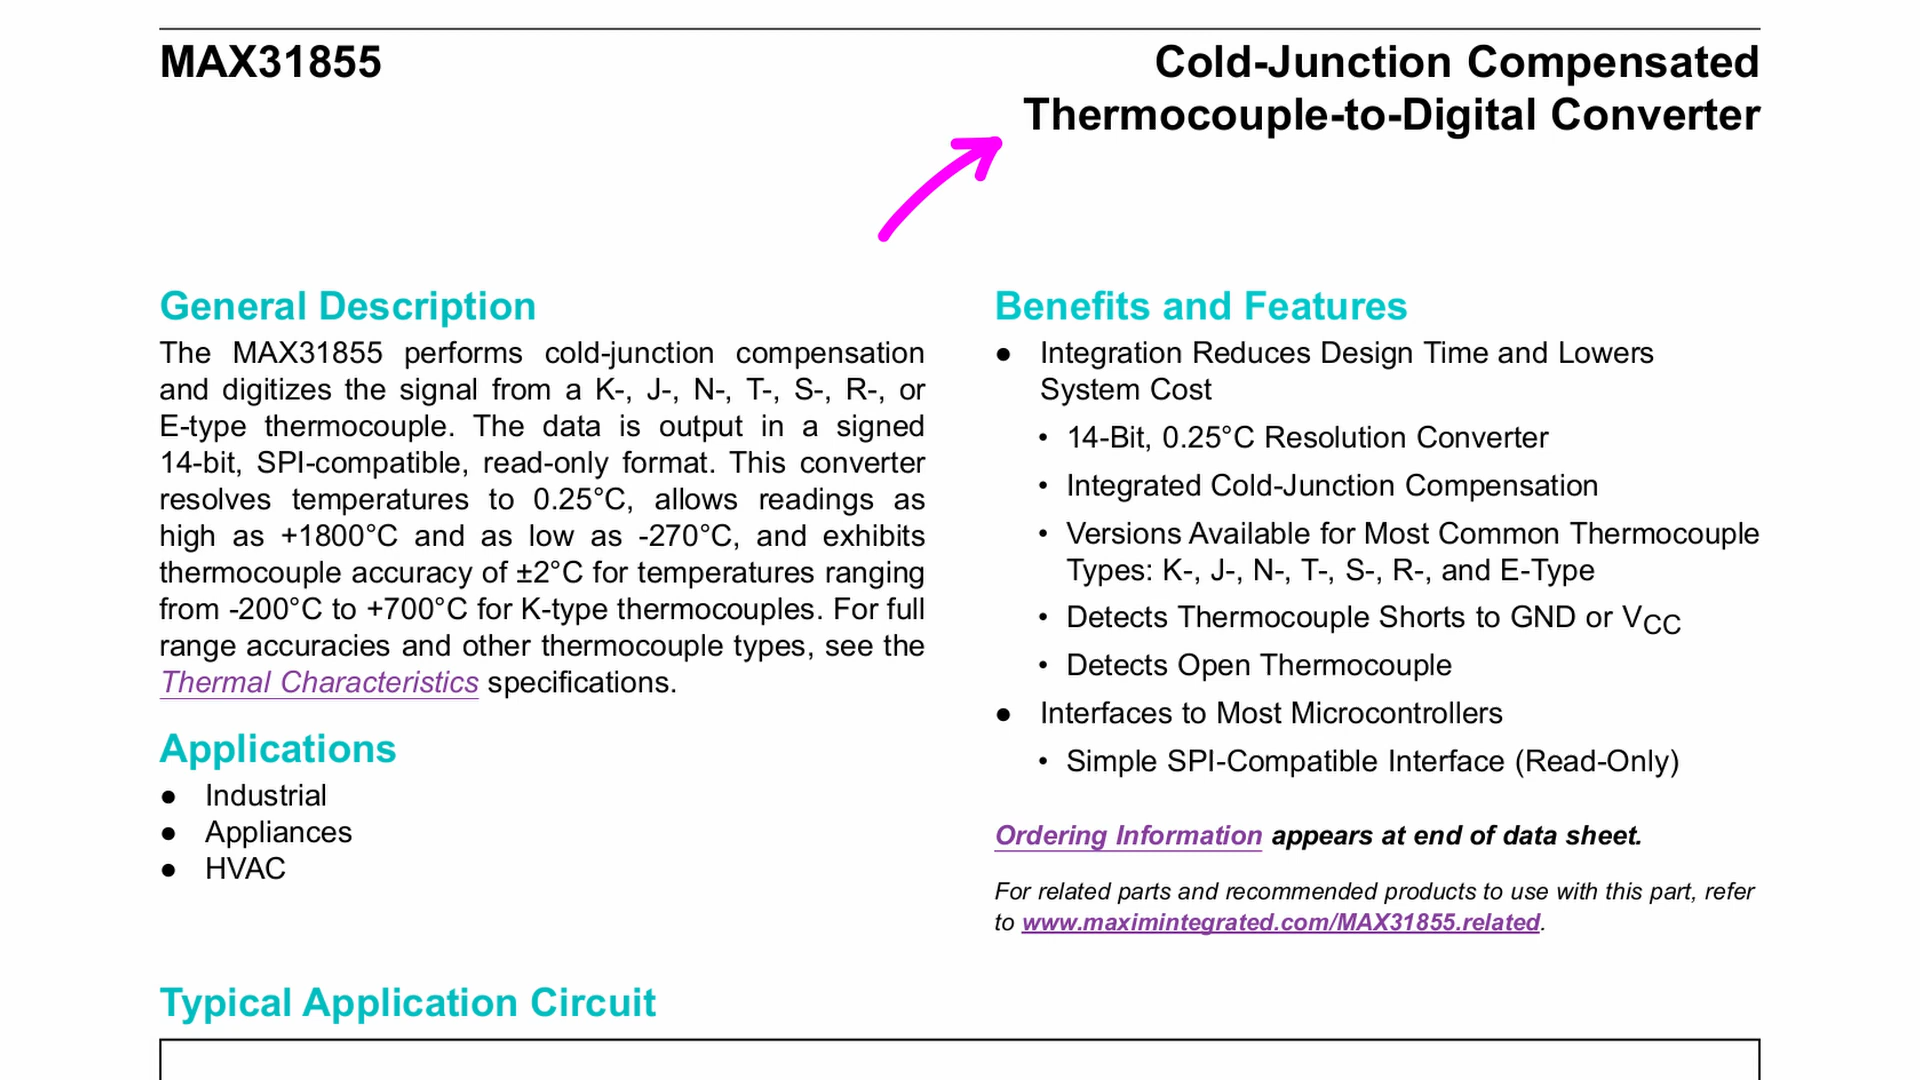 MAX31855
Cold-Junction Compensated
Thermocouple-to-Digital Converter
General Description
The MAX31855 performs cold-junction compensation
and digitizes the signal from a K-, J-, N-, T-, S-, R-, or
E-type thermocouple. The data is output in a signed
14-bit, SPI-compatible, read-only format. This converter
resolves temperatures to 0.25°C, allows readings as
high as +1800°C and as low as -270°C, and exhibits
thermocouple accuracy of ±2°C for temperatures ranging
from -200°C to +700°C for K-type thermocouples. For full
range accuracies and other thermocouple types, see the
Thermal Characteristics specifications.
Applications
● Industrial
● Appliances
● HVAC
Benefits and Features
● Integration Reduces Design Time and Lowers
System Cost
• 14-Bit, 0.25°C Resolution Converter
• Integrated Cold-Junction Compensation
• Versions Available for Most Common Thermocouple
Types: K-, J-, N-, T-, S-, R-, and E-Type
• Detects Thermocouple Shorts to GND or VCC
• Detects Open Thermocouple
● Interfaces to Most Microcontrollers
• Simple SPI-Compatible Interface (Read-Only)
Ordering Information appears at end of data sheet.
For related parts and recommended products to use with this part, refer
to www.maximintegrated.com/MAX31855.related.
Typical Application Circuit